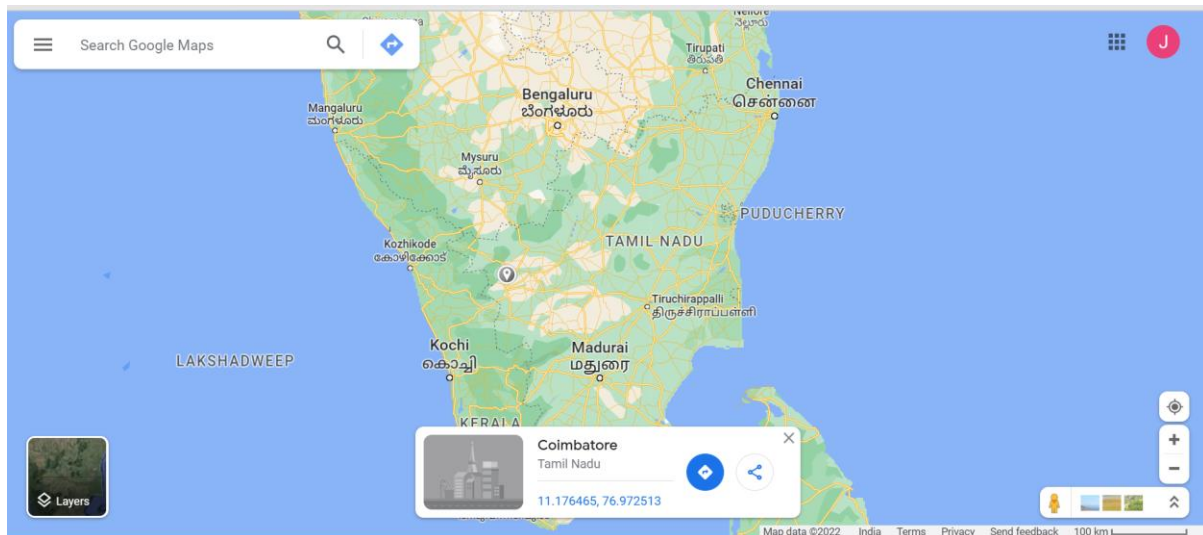 Search Google Maps
Nellore
ನೆಲ್ಲೂರು
Tirupati
ತಿರುಪತಿ
J
Chennai
சென்னை
Bengaluru
ಬೆಂಗಳೂರು
Mangaluru
ಮಂಗಳೂರು
Mysuru
ಮೈಸೂರು
PUDUCHERRY
TAMIL NADU
Kozhikode
കോഴിക്കോട്
Tiruchirappalli
திருச்சிராப்பள்ளி
Kochi
കൊച്ചി
Madurai
மதுரை
LAKSHADWEEP
KERALA
Coimbatore
Tamil Nadu
11.176465, 76.972513
Layers
Map data ©2022 India Terms Privacy Send feedback 100 km